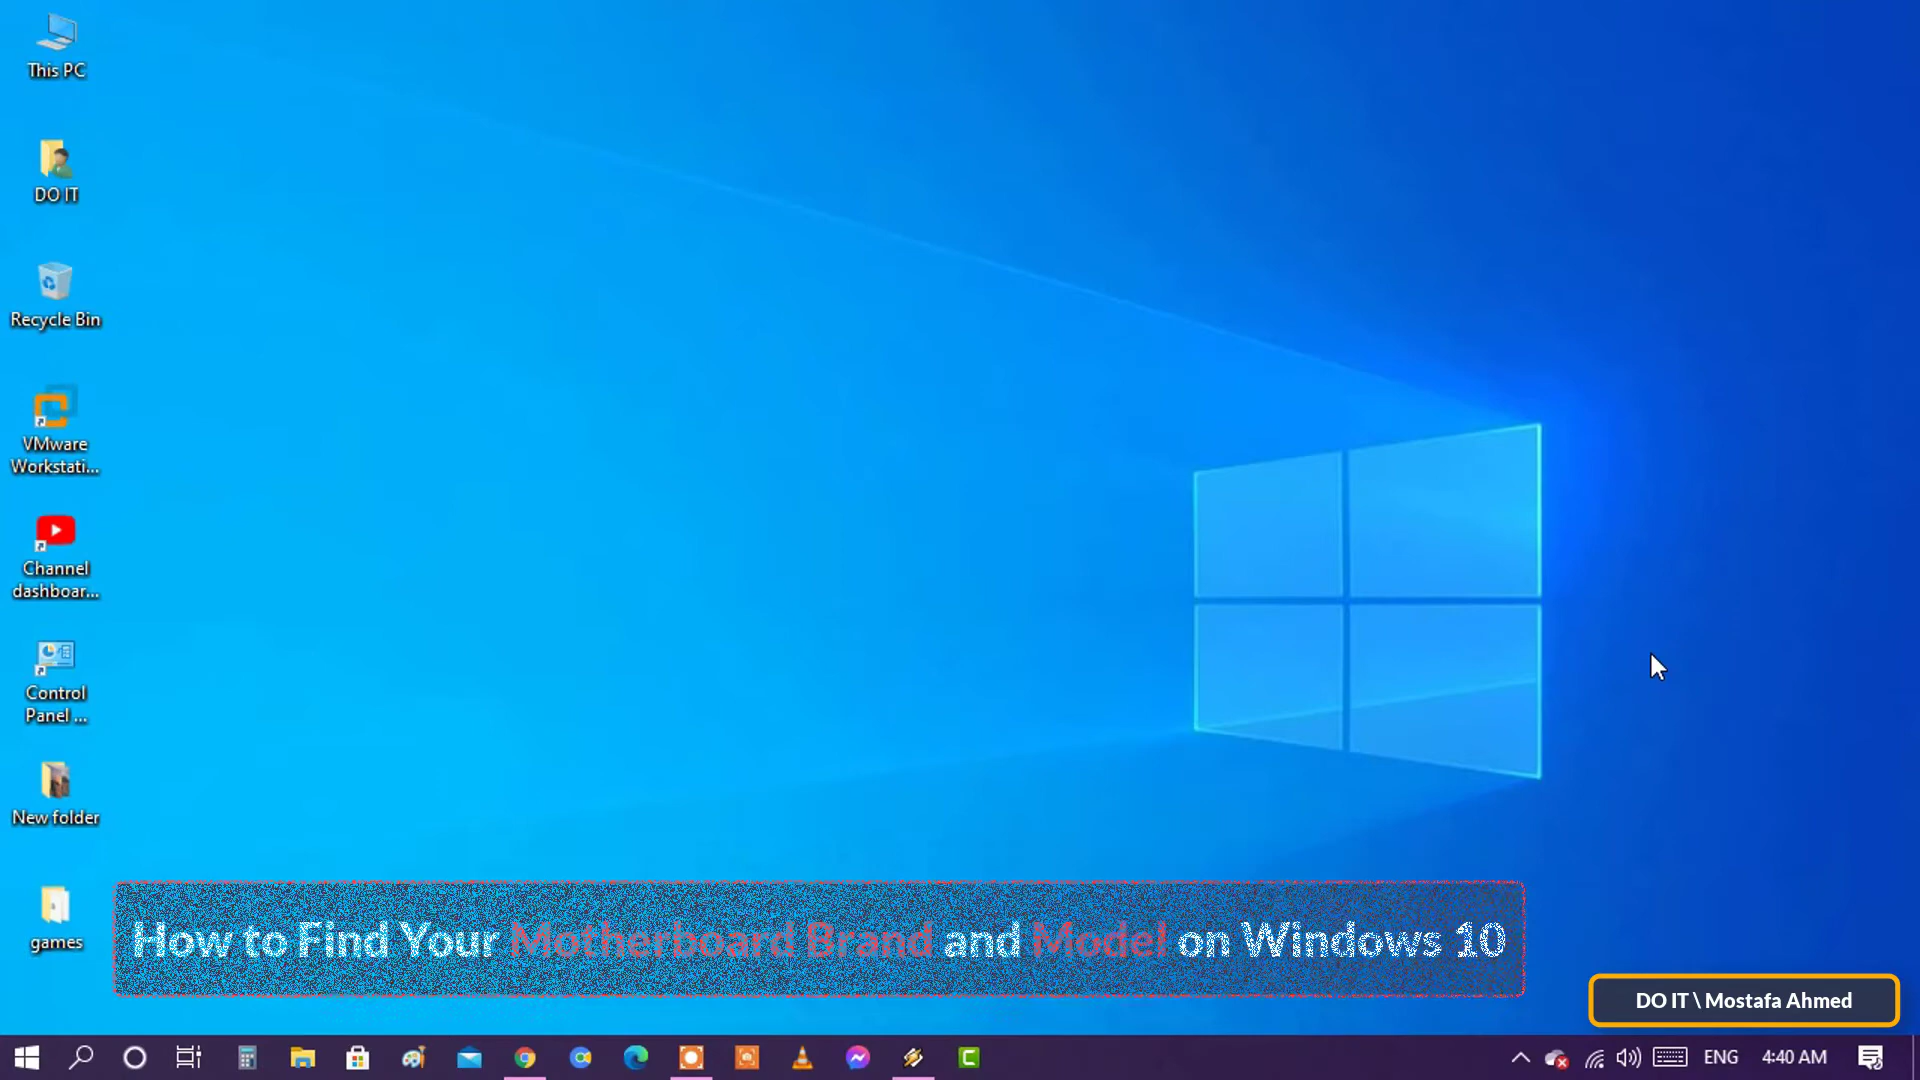 This PC
DO IT
Recycle Bin
VMware
Workstati...
Channel
dashboar...
Control
Panel ...
New folder
games
How to Find Your Motherboard Brand and Model on Windows 10
DO IT \ Mostafa Ahmed
ENG
4:40 AM